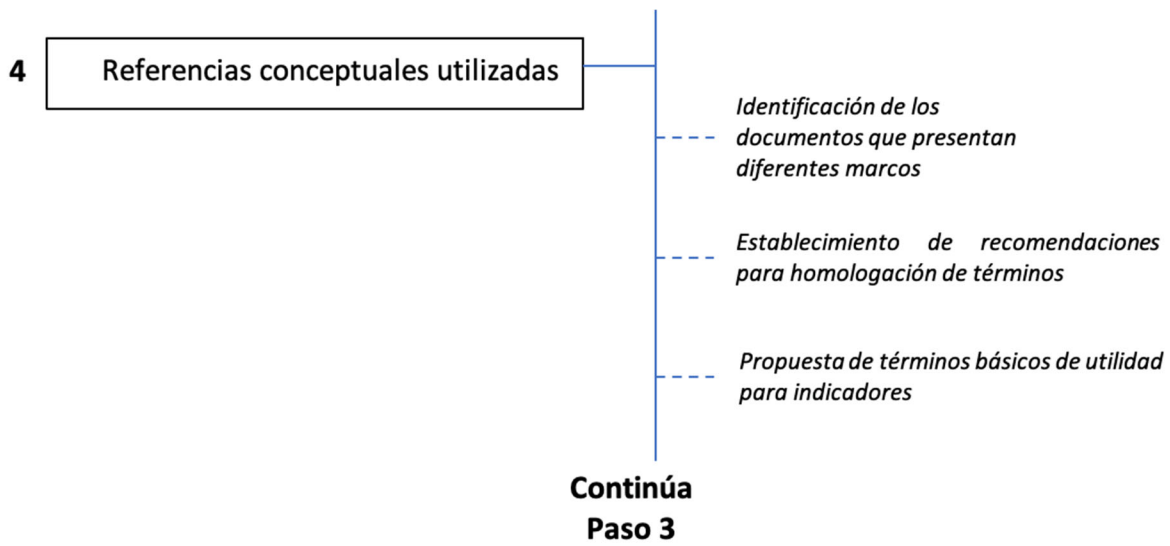 4 Referencias conceptuales utilizadas
Identificación de los
documentos que presentan
diferentes marcos
Establecimiento de recomendaciones
para homologación de términos
Propuesta de términos básicos de utilidad
para indicadores
Continúa
Paso 3